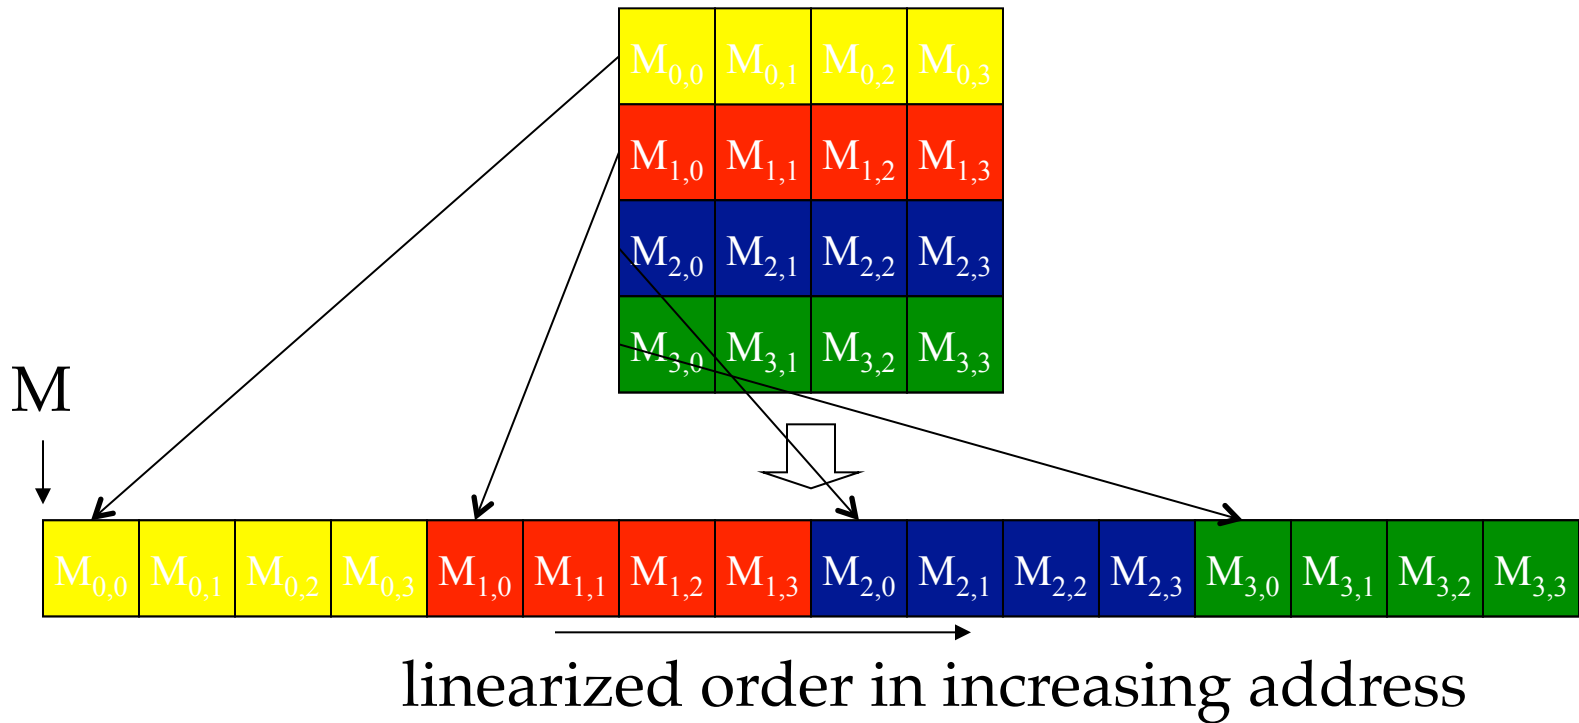 M0,0 M0,1 M0,2 M0,3
M1,0 M1,1 M1,2 M1,3
M2,0 M2,1 M2,2 M2,3
M3,0 M3,1 M3,2 M3,3
M
M0,0 M0,1 M0,2 M0,3 M1,0 M1,1 M1,2 M1,3 M2,0 M2,1 M2,2 M2,3 M3,0 M3,1 M3,2 M3,3
linearized order in increasing address